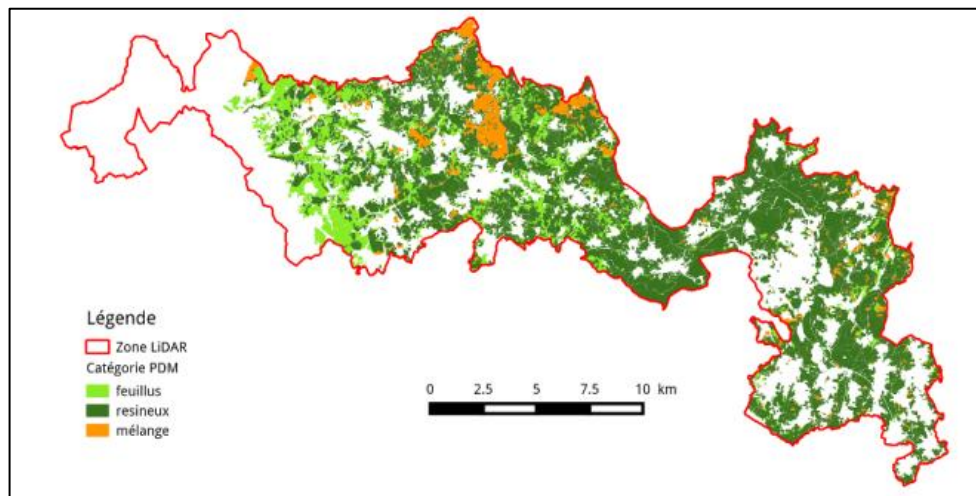 Légende
Zone LiDAR
Catégorie PDM
feuillus
resineux
mélange
0 2.5 5 7.5 10 km